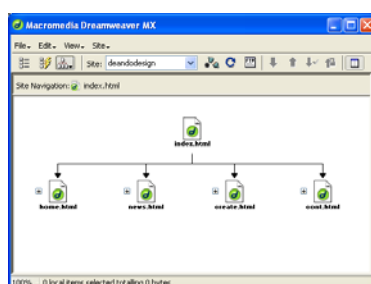 Macromedia Dreamweaver MX
File Edit View Site
Site: deandodesign
Site Navigation: index.html
index.html
home.html news.html create.html cont.html
100% 0 local items selected totalling 0 bytes